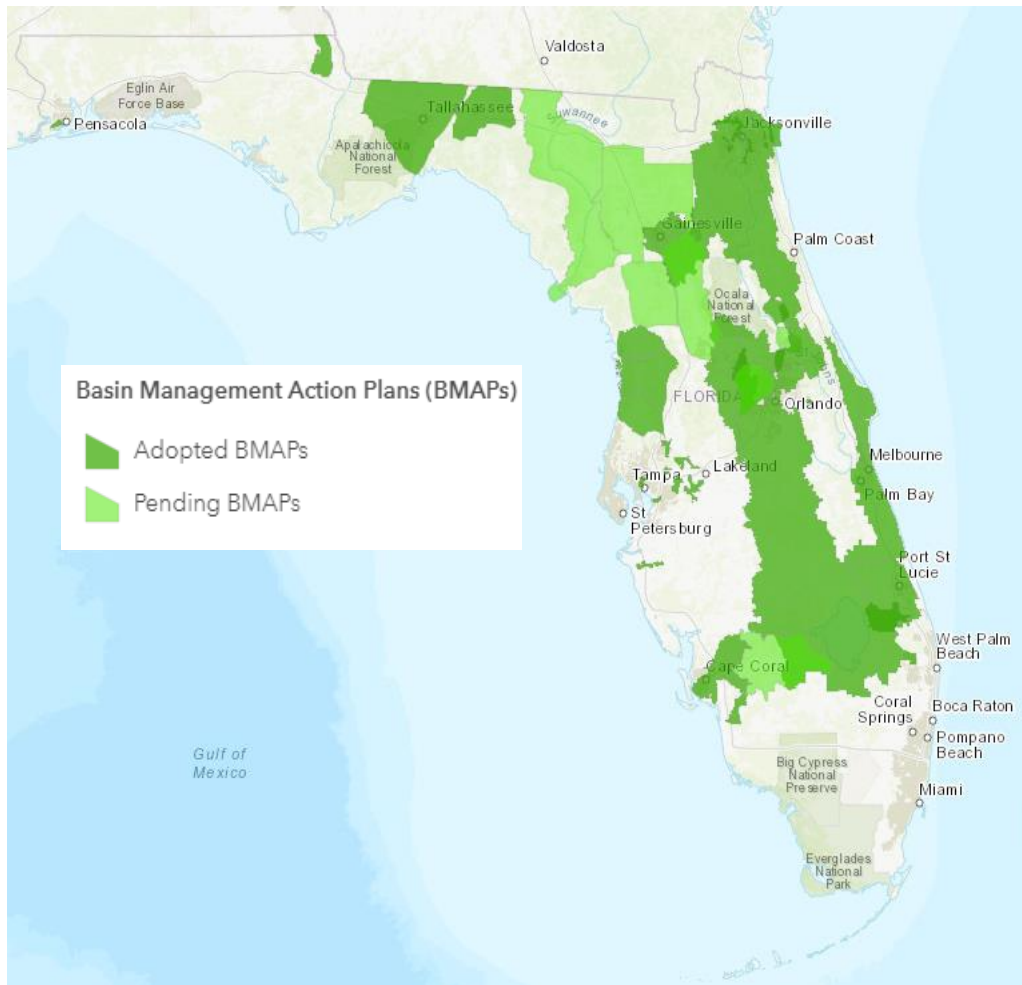 Valdosta
Eglin Air
Force Base
Pensacola
Tallahassee
Suwannee
Jacksonville
Apalachicola
National
Forest
Gainesville
Palm Coast
Ocala
National
Forest
Basin Management Action Plans (BMAPs)
Adopted BMAPs
Pending BMAPs
FLORIDA
Orlando
Melbourne
Lakeland
Tampa
Palm Bay
St
Petersburg
Port St
Lucie
West Palm
Beach
Cape Coral
Coral
Springs
Boca Raton
Pompano
Beach
Gulf of
Mexico
Big Cypress
National
Preserve
Miami
Everglades
National
Park